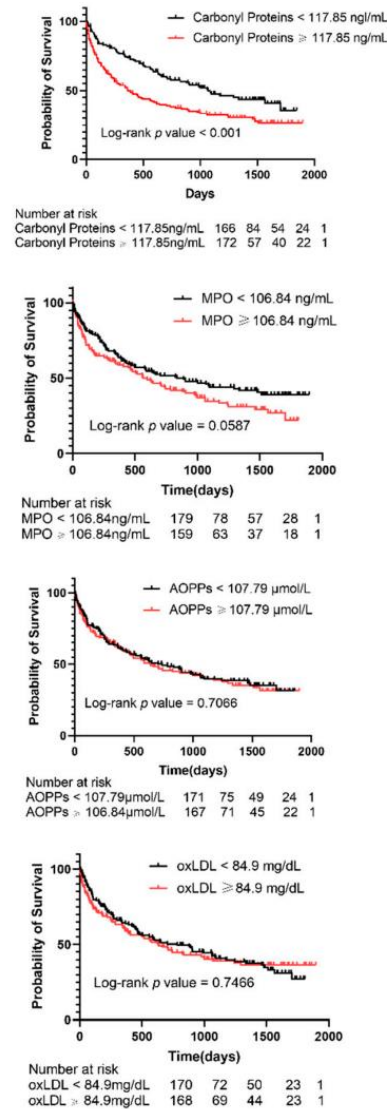 Carbonyl Proteins < 117.85 ngl/mL
Carbonyl Proteins ⩾ 117.85 ng/mL
Probability of Survival
100
50
0
Log-rank p value < 0.001
0 500 1000 1500 2000
Days
Number at risk
Carbonyl Proteins < 117.85ng/mL 166 84 54 24 1
Carbonyl Proteins ⩾ 117.85ng/mL 172 57 40 22 1
MPO < 106.84 ng/mL
MPO ⩾ 106.84 ng/mL
Probability of Survival
100
50
0
Log-rank p value = 0.0587
0 500 1000 1500 2000
Time(days)
Number at risk
MPO < 106.84ng/mL 179 78 57 28 1
MPO ⩾ 106.84ng/mL 159 63 37 18 1
AOPPs < 107.79 μmol/L
AOPPs ⩾ 107.79 μmol/L
Probability of Survival
100
50
0
Log-rank p value = 0.7066
0 500 1000 1500 2000
Time(days)
Number at risk
AOPPs < 107.79μmol/L 171 75 49 24 1
AOPPs ⩾ 106.84μmol/L 167 71 45 22 1
oxLDL < 84.9 mg/dL
oxLDL ⩾ 84.9 mg/dL
Probability of Survival
100
50
0
Log-rank p value = 0.7466
0 500 1000 1500 2000
Time(days)
Number at risk
oxLDL < 84.9mg/dL 170 72 50 23 1
oxLDL ⩾ 84.9mg/dL 168 69 44 23 1